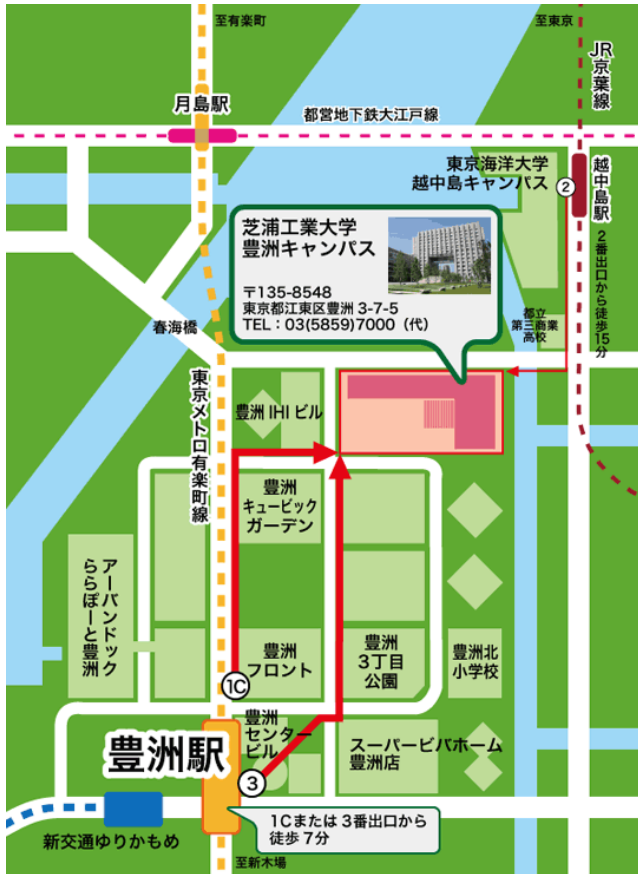 至有楽町
至東京
JR京葉線
月島駅
都営地下鉄大江戸線
東京海洋大学
越中島キャンパス
2
越中島駅
2番出口から徒歩15分
芝浦工業大学
豊洲キャンパス
〒135-8548
東京都江東区豊洲 3-7-5
TEL：03(5859)7000（代）
都立
第三商業
高校
春海橋
東京メトロ有楽町線
豊洲 IHI ビル
豊洲
キュービック
ガーデン
アーバンドック
ららぽーと豊洲
豊洲
フロント
豊洲
3丁目
公園
豊洲北
小学校
1C
豊洲駅
豊洲
センター
ビル
3
スーパービバホーム
豊洲店
新交通ゆりかもめ
1Cまたは 3番出口から
徒歩 7分
至新木場